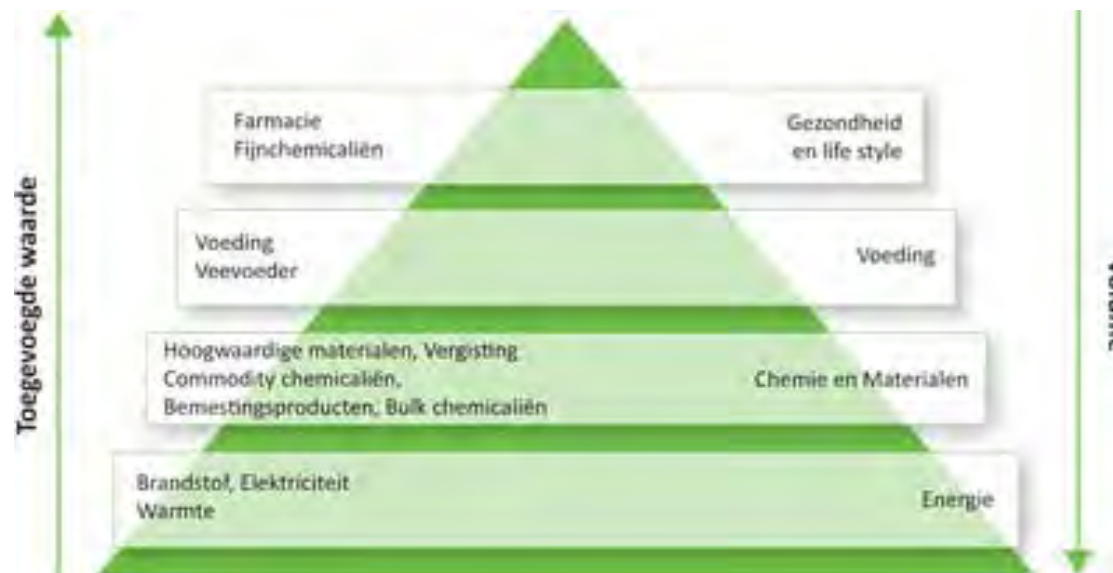 Toegevoegde waarde
Farmacie
Fijnchemicaliën
Gezondheid
en life style
Voeding
Veevoeder
Voeding
Hoogwaardige materialen, Vergisting
Commodity chemicaliën,
Bemestingsproducten, Bulk chemicaliën
Chemie en Materialen
Brandstof, Elektriciteit
Warmte
Energie